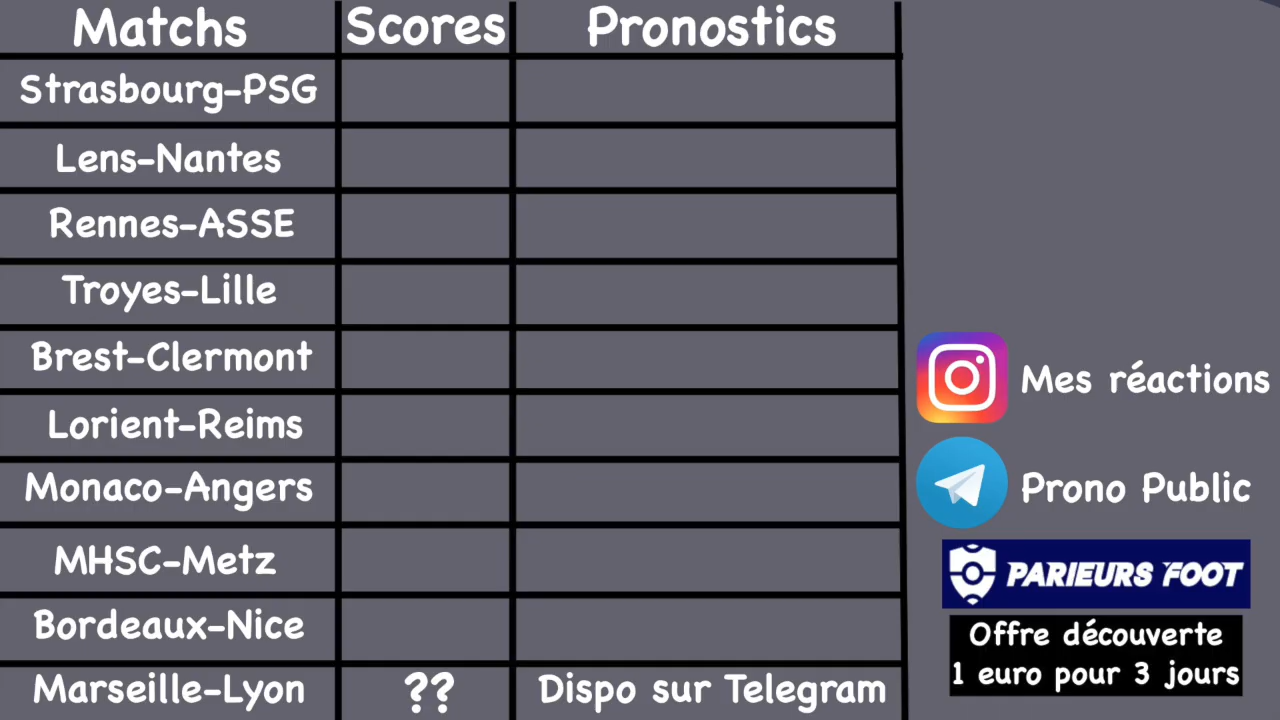 Matchs Scores Pronostics
Strasbourg-PSG
Lens-Nantes
Rennes-ASSE
Troyes-Lille
Brest-Clermont
Lorient-Reims
Monaco-Angers
MHSC-Metz
Bordeaux-Nice
Marseille-Lyon ?? Dispo sur Telegram
Mes réactions
Prono Public
PARIEURS FOOT
Offre découverte
1 euro pour 3 jours